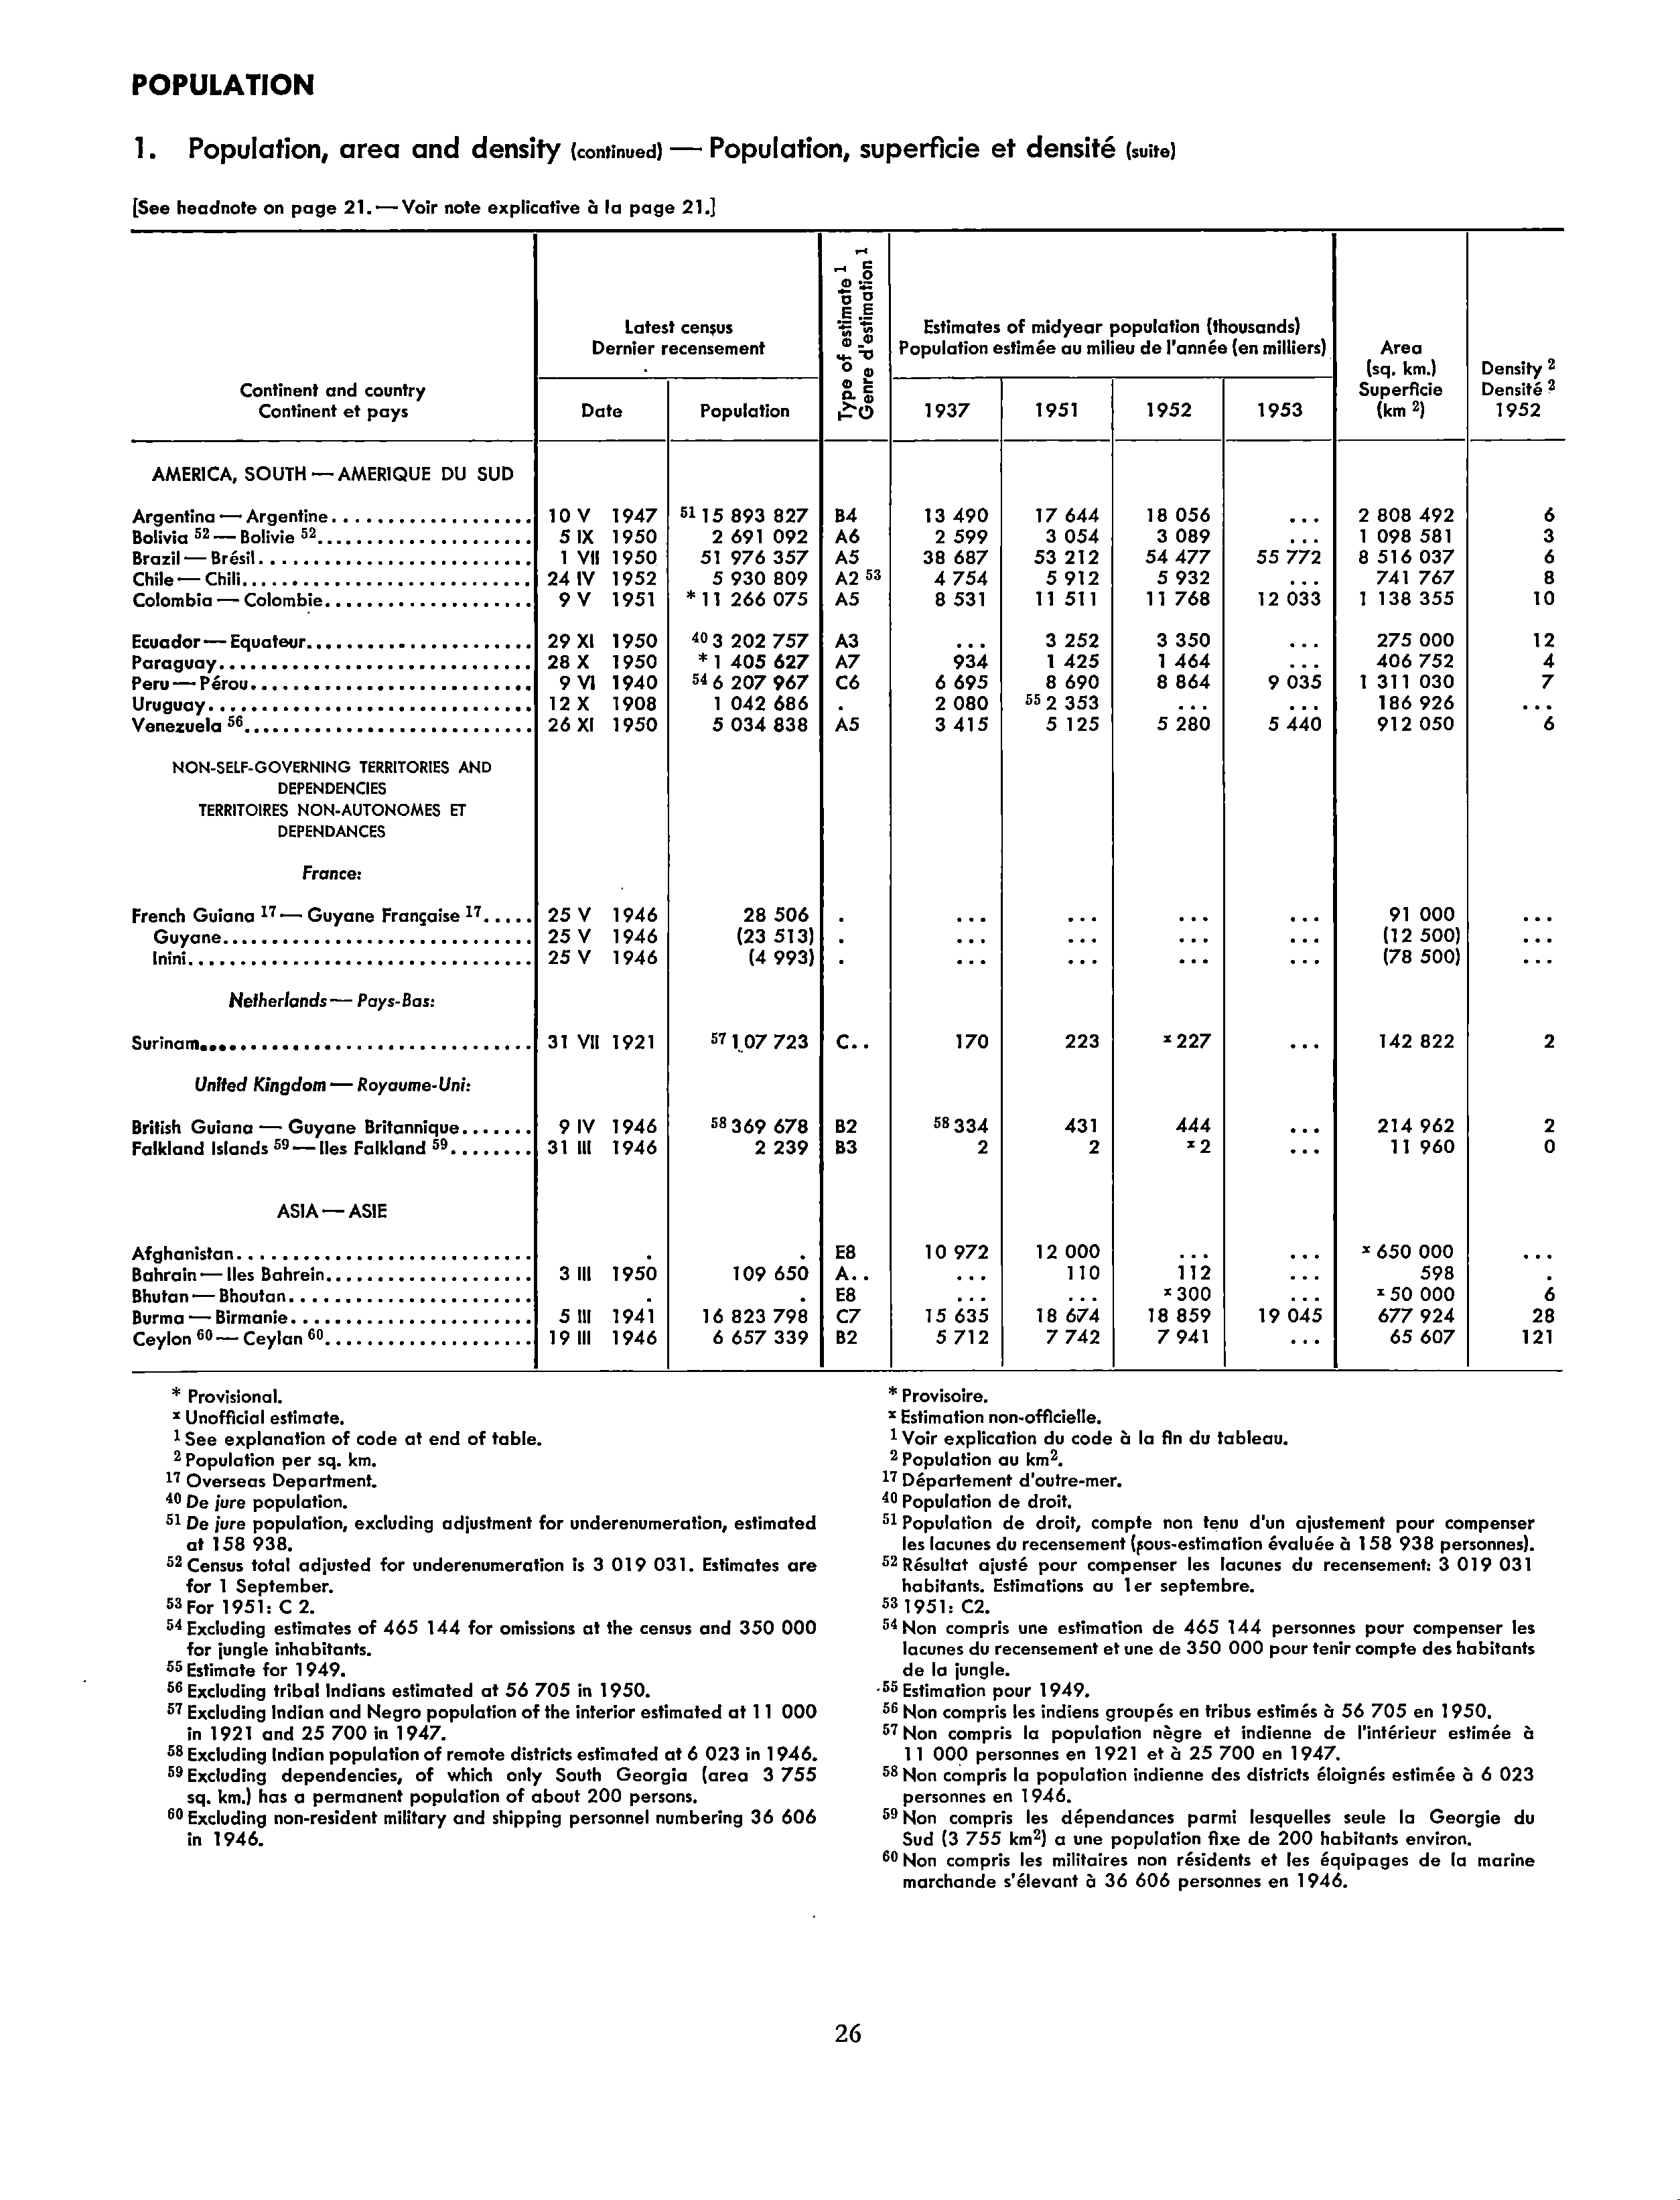 POPULATION
1. Population, area and density (continued) — Population, superficie et densité (suite)
[See headnote on page 21.—Voir note explicative à la page 21.]
Continent and country
Continent et pays
Latest census
Dernier recensement
Date
Population
Type of estimate 1
Genre d'estimation 1
Estimates of midyear population (thousands)
Population estimée au milieu de l'année (en milliers)
1937 1951 1952 1953
Area
(sq. km.)
Superficie
(km 2)
Density 2
Densité 2
1952
AMERICA, SOUTH — AMERIQUE DU SUD
Argentina — Argentine................... 10 V 1947 51 15 893 827 B4 13 490 17 644 18 056 ... 2 808 492 6
Bolivia 52 — Bolivie 52..................... 5 IX 1950 2 691 092 A6 2 599 3 054 3 089 ... 1 098 581 3
Brazil — Brésil........................... 1 VII 1950 51 976 357 A5 38 687 53 212 54 477 55 772 8 516 037 6
Chile — Chili............................ 24 IV 1952 5 930 809 A2 53 4 754 5 912 5 932 ... 741 767 8
Colombia — Colombie.................... 9 V 1951 * 11 266 075 A5 8 531 11 511 11 768 12 033 1 138 355 10
Ecuador — Equateur...................... 29 XI 1950 40 3 202 757 A3 ... 3 252 3 350 ... 275 000 12
Paraguay.............................. 28 X 1950 * 1 405 627 A7 934 1 425 1 464 ... 406 752 4
Peru — Pérou........................... 9 VI 1940 54 6 207 967 C6 6 695 8 690 8 864 9 035 1 311 030 7
Uruguay............................... 12 X 1908 1 042 686 . 2 080 55 2 353 ... ... 186 926 ...
Venezuela 56............................ 26 XI 1950 5 034 838 A5 3 415 5 125 5 280 5 440 912 050 6
NON-SELF-GOVERNING TERRITORIES AND
DEPENDENCIES
TERRITOIRES NON-AUTONOMES ET
DEPENDANCES
France:
French Guiana 17 — Guyane Française 17..... 25 V 1946 28 506 . ... ... ... ... 91 000 ...
Guyane.............................. 25 V 1946 (23 513) . ... ... ... ... (12 500) ...
Inini................................. 25 V 1946 (4 993) . ... ... ... ... (78 500) ...
Netherlands — Pays-Bas:
Surinam................................ 31 VII 1921 57 107 723 C.. 170 223 x 227 ... 142 822 2
United Kingdom — Royaume-Uni:
British Guiana — Guyane Britannique....... 9 IV 1946 58 369 678 B2 58 334 431 444 ... 214 962 2
Falkland Islands 59 — Iles Falkland 59........ 31 III 1946 2 239 B3 2 2 x 2 ... 11 960 0
ASIA — ASIE
Afghanistan............................ . . E8 10 972 12 000 ... ... x 650 000 ...
Bahrain — Iles Bahrein.................... 3 III 1950 109 650 A.. ... 110 112 ... 598 .
Bhutan — Bhoutan........................ . . E8 ... ... x 300 ... x 50 000 6
Burma — Birmanie........................ 5 III 1941 16 823 798 C7 15 635 18 674 18 859 19 045 677 924 28
Ceylon 60 — Ceylan 60.................... 19 III 1946 6 657 339 B2 5 712 7 742 7 941 ... 65 607 121
* Provisional.
x Unofficial estimate.
1 See explanation of code at end of table.
2 Population per sq. km.
17 Overseas Department.
40 De jure population.
51 De jure population, excluding adjustment for underenumeration, estimated
at 158 938.
52 Census total adjusted for underenumeration is 3 019 031. Estimates are
for 1 September.
53 For 1951: C 2.
54 Excluding estimates of 465 144 for omissions at the census and 350 000
for jungle inhabitants.
55 Estimate for 1949.
56 Excluding tribal Indians estimated at 56 705 in 1950.
57 Excluding Indian and Negro population of the interior estimated at 11 000
in 1921 and 25 700 in 1947.
58 Excluding Indian population of remote districts estimated at 6 023 in 1946.
59 Excluding dependencies, of which only South Georgia (area 3 755
sq. km.) has a permanent population of about 200 persons.
60 Excluding non-resident military and shipping personnel numbering 36 606
in 1946.
* Provisoire.
x Estimation non-officielle.
1 Voir explication du code à la fin du tableau.
2 Population au km2.
17 Département d'outre-mer.
40 Population de droit.
51 Population de droit, compte non tenu d'un ajustement pour compenser
les lacunes du recensement (sous-estimation évaluée à 158 938 personnes).
52 Résultat ajusté pour compenser les lacunes du recensement: 3 019 031
habitants. Estimations au 1er septembre.
53 1951: C2.
54 Non compris une estimation de 465 144 personnes pour compenser les
lacunes du recensement et une de 350 000 pour tenir compte des habitants
de la jungle.
55 Estimation pour 1949.
56 Non compris les indiens groupés en tribus estimés à 56 705 en 1950.
57 Non compris la population nègre et indienne de l'intérieur estimée à
11 000 personnes en 1921 et à 25 700 en 1947.
58 Non compris la population indienne des districts éloignés estimée à 6 023
personnes en 1946.
59 Non compris les dépendances parmi lesquelles seule la Georgie du
Sud (3 755 km2) a une population fixe de 200 habitants environ.
60 Non compris les militaires non résidents et les équipages de la marine
marchande s'élevant à 36 606 personnes en 1946.
26